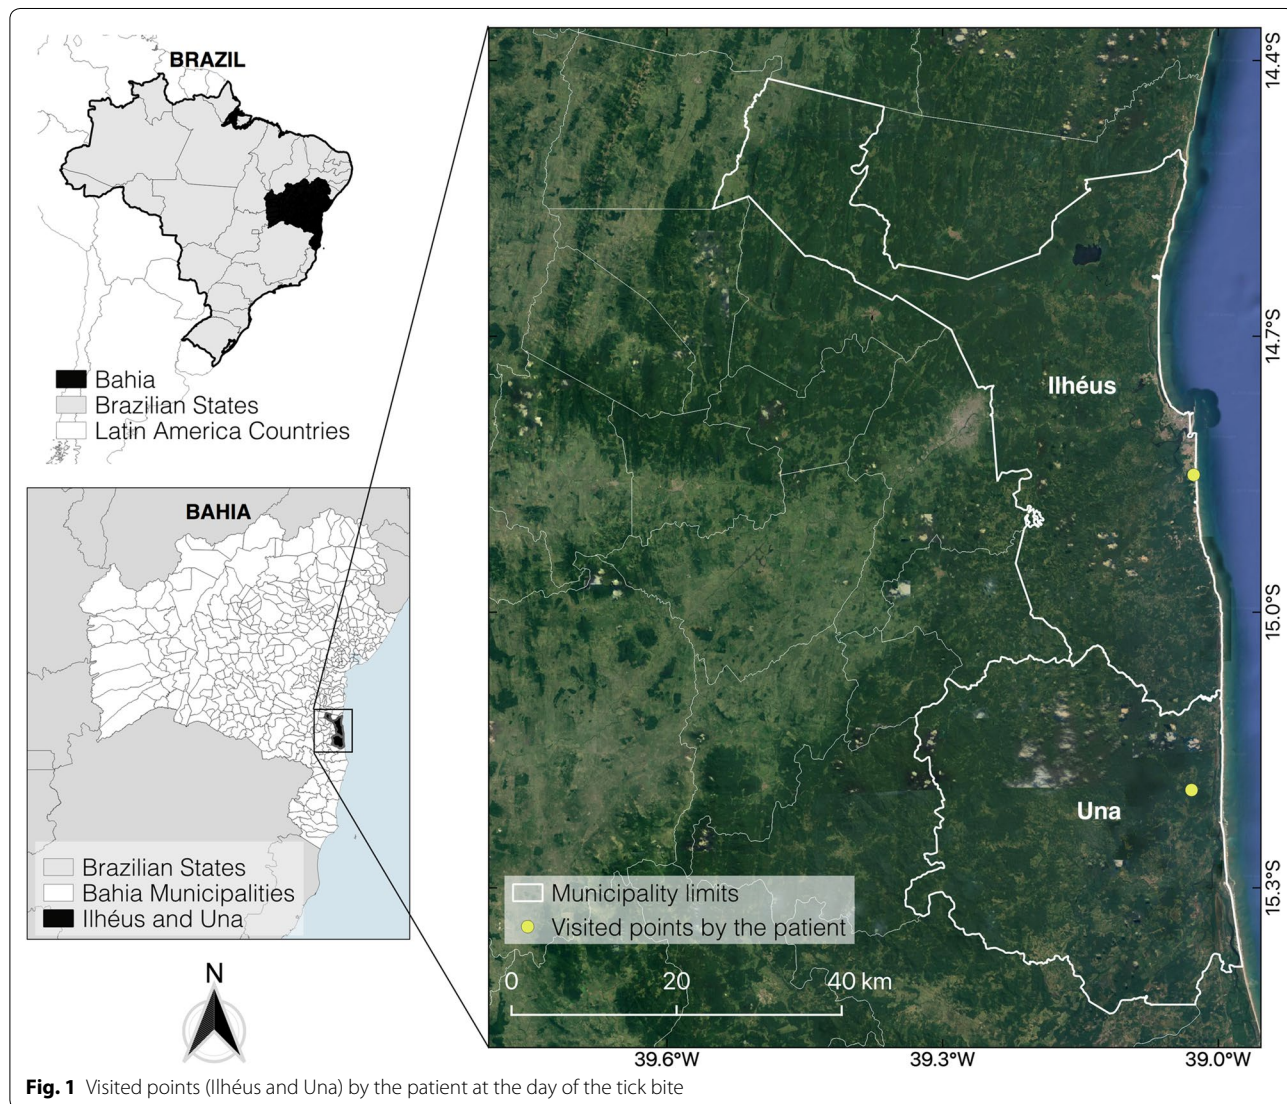 BRAZIL
Bahia
Brazilian States
Latin America Countries
BAHIA
Brazilian States
Bahia Municipalities
Ilhéus and Una
N
Ilhéus
Una
Municipality limits
Visited points by the patient
0 20 40 km
14.4°S
14.7°S
15.0°S
15.3°S
39.6°W 39.3°W 39.0°W
Fig. 1 Visited points (Ilhéus and Una) by the patient at the day of the tick bite